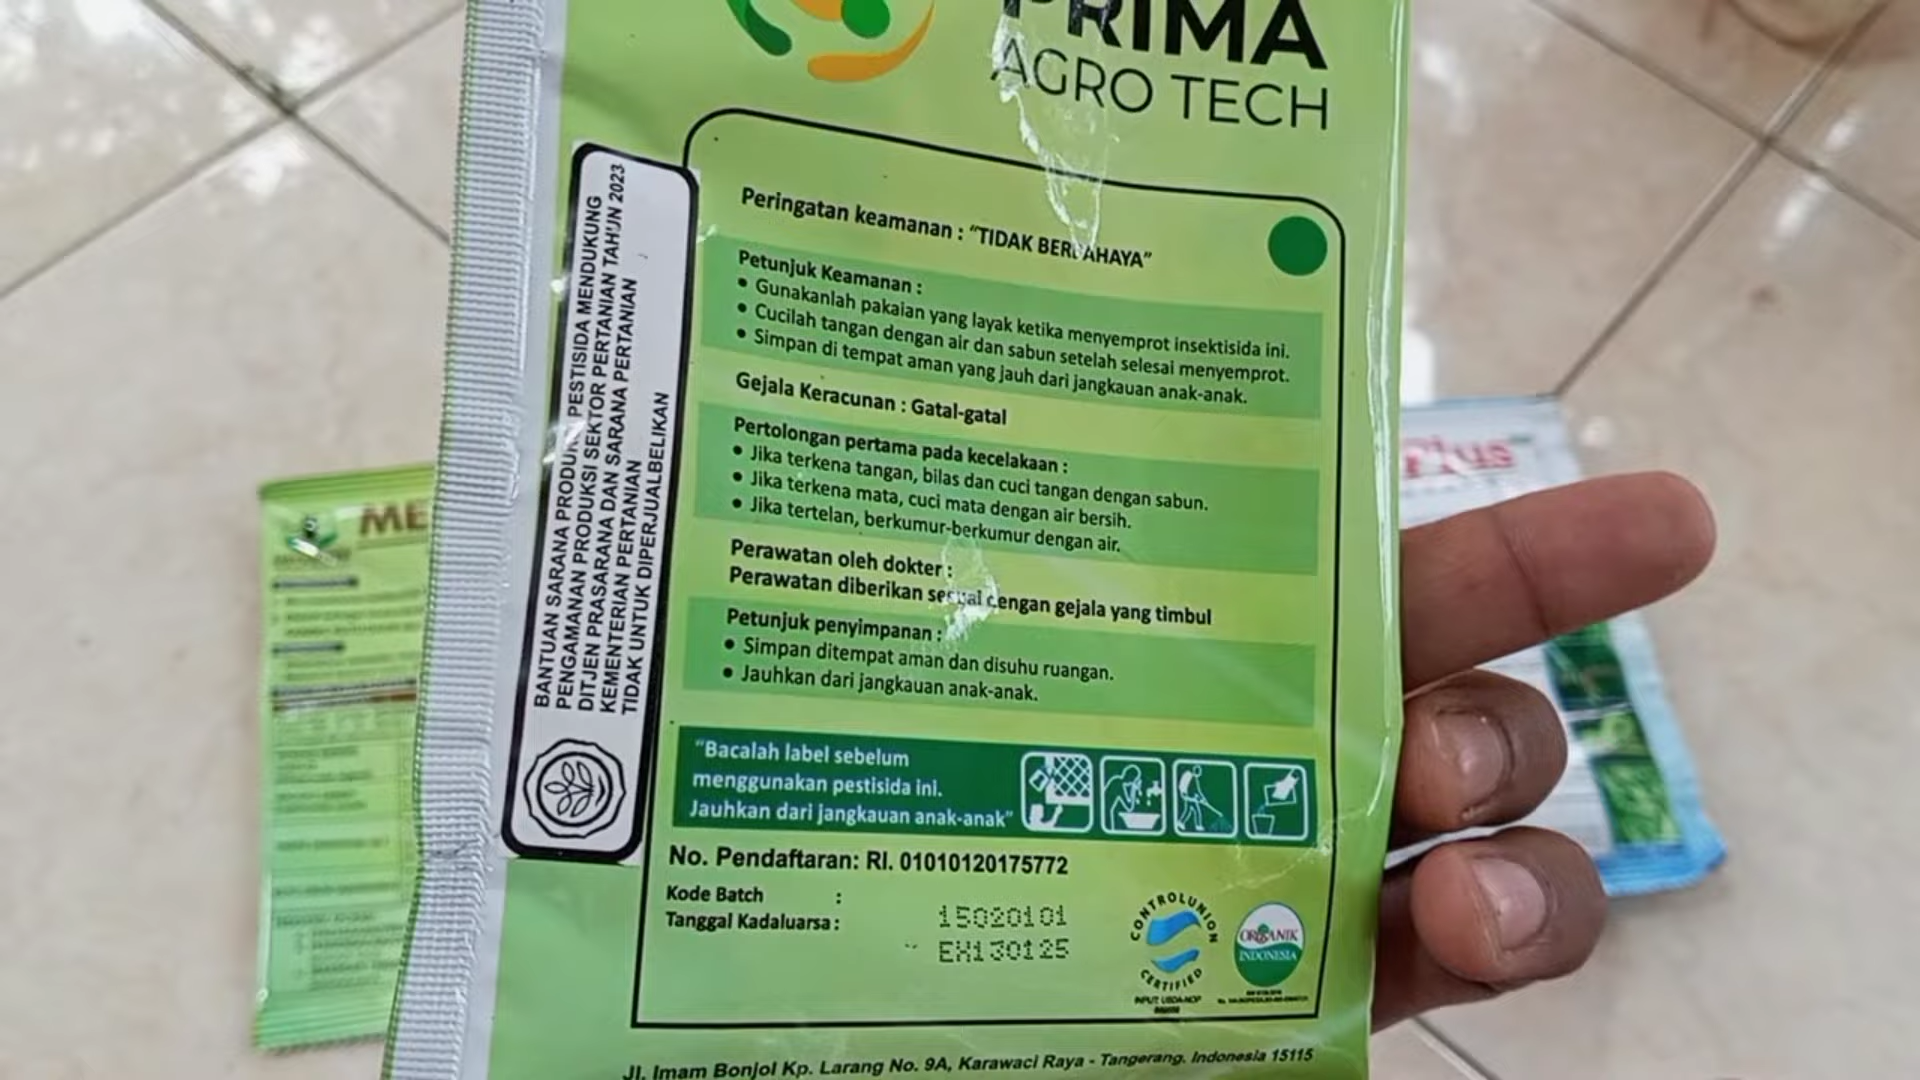 PRIMA
AGRO TECH
BANTUAN SARANA PRODUKSI PESTISIDA MENDUKUNG
PENGAMANAN PRODUKSI SEKTOR PERTANIAN TAHUN 2023
DITJEN PRASARANA DAN SARANA PERTANIAN
KEMENTERIAN PERTANIAN
TIDAK UNTUK DIPERJUALBELIKAN
Peringatan keamanan : “TIDAK BERBAHAYA”
Petunjuk Keamanan :
• Gunakanlah pakaian yang layak ketika menyemprot insektisida ini.
• Cucilah tangan dengan air dan sabun setelah selesai menyemprot.
• Simpan di tempat aman yang jauh dari jangkauan anak-anak.
Gejala Keracunan : Gatal-gatal
Pertolongan pertama pada kecelakaan :
• Jika terkena tangan, bilas dan cuci tangan dengan sabun.
• Jika terkena mata, cuci mata dengan air bersih.
• Jika tertelan, berkumur-berkumur dengan air.
Perawatan oleh dokter :
Perawatan diberikan sesuai dengan gejala yang timbul
Petunjuk penyimpanan :
• Simpan ditempat aman dan disuhu ruangan.
• Jauhkan dari jangkauan anak-anak.
“Bacalah label sebelum
menggunakan pestisida ini.
Jauhkan dari jangkauan anak-anak”
No. Pendaftaran: RI. 01010120175772
Kode Batch :
Tanggal Kadaluarsa :
15020101
EX130125
CONTROLUNION
CERTIFIED
INPUT USDA-NOP
ORGANIK
INDONESIA
Jl. Imam Bonjol Kp. Larang No. 9A, Karawaci Raya - Tangerang. Indonesia 15115
ME
Plus